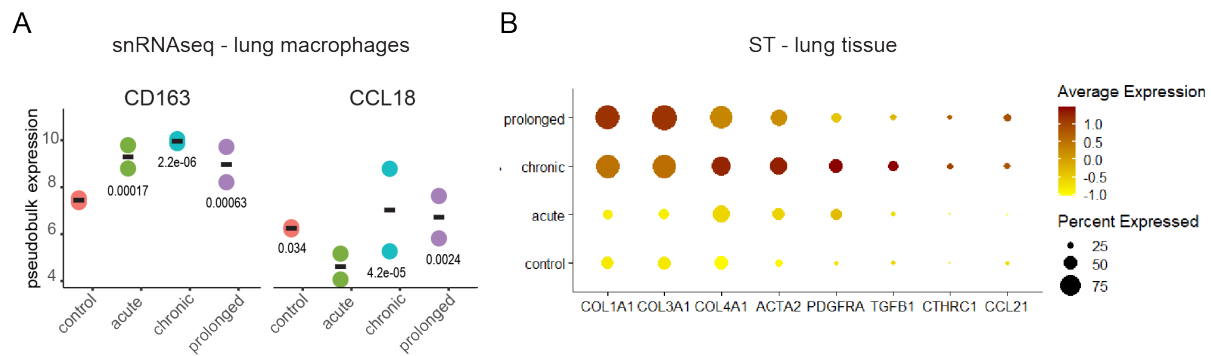 A
snRNAseq - lung macrophages
CD163
CCL18
pseudobulk expression
10
8
6
4
0.00017
2.2e-06
0.00063
0.034
4.2e-05
0.0024
control
acute
chronic
prolonged
control
acute
chronic
prolonged
B
ST - lung tissue
prolonged
chronic
acute
control
COL1A1 COL3A1 COL4A1 ACTA2 PDGFRA TGFB1 CTHRC1 CCL21
Average Expression
1.0
0.5
0.0
-0.5
-1.0
Percent Expressed
25
50
75